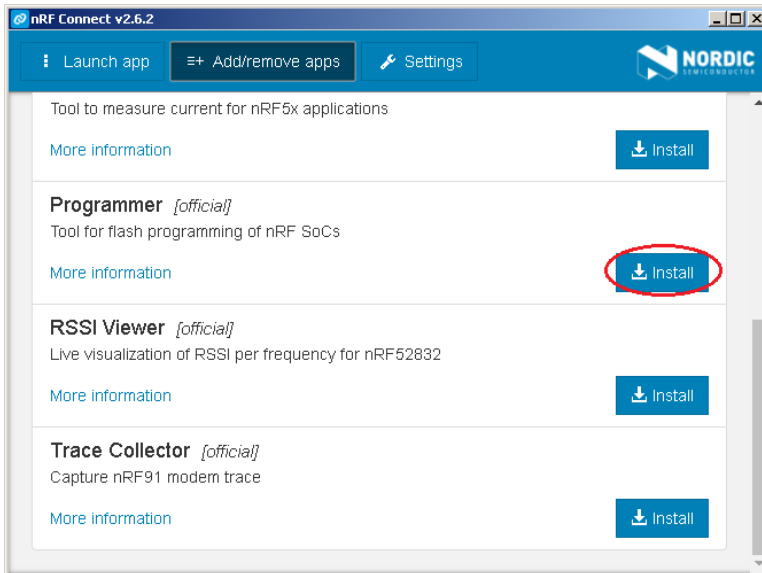 nRF Connect v2.6.2
Launch app
Add/remove apps
Settings
NORDIC
SEMICONDUCTOR
Tool to measure current for nRF5x applications
More information
Install
Programmer [official]
Tool for flash programming of nRF SoCs
More information
Install
RSSI Viewer [official]
Live visualization of RSSI per frequency for nRF52832
More information
Install
Trace Collector [official]
Capture nRF91 modem trace
More information
Install